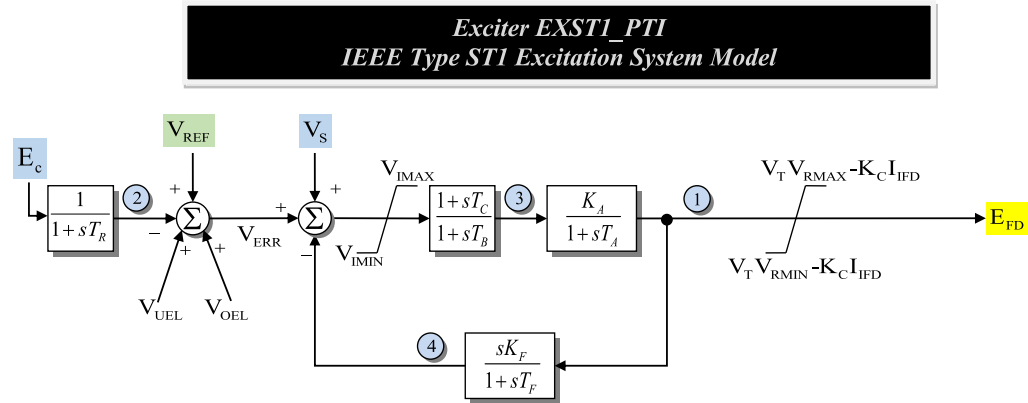 Exciter EXST1_PTI
IEEE Type ST1 Excitation System Model
E_c
V_REF
V_S
1
1 + sT_R
2
Σ
+
−
+
+
V_UEL
V_OEL
V_ERR
+
+
−
Σ
V_IMAX
V_IMIN
1 + sT_C
1 + sT_B
3
K_A
1 + sT_A
1
V_T V_RMAX - K_C I_IFD
V_T V_RMIN - K_C I_IFD
E_FD
4
sK_F
1 + sT_F